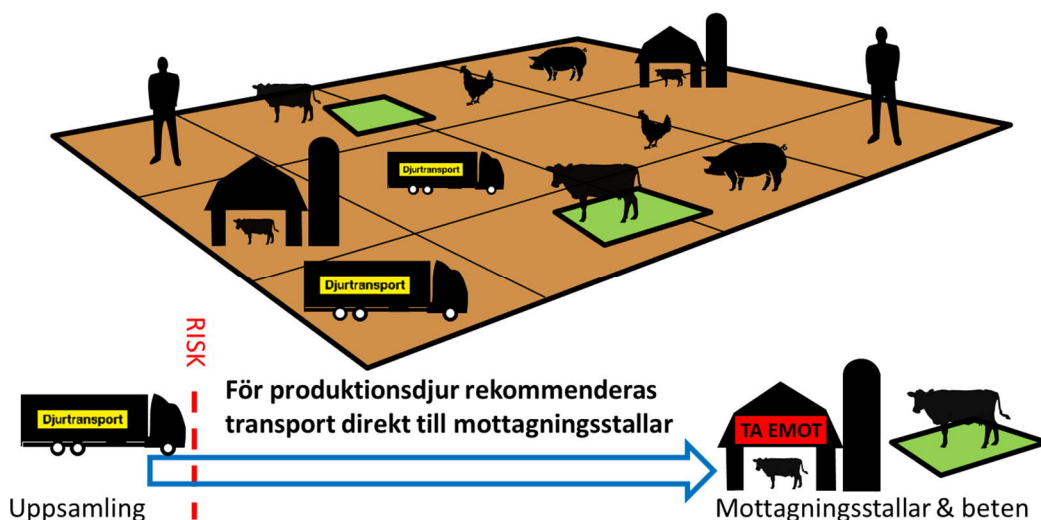 Djurtransport
Djurtransport
RISK
För produktionsdjur rekommenderas
transport direkt till mottagningsstallar
Djurtransport
TA EMOT
Uppsamling
Mottagningsstallar & beten